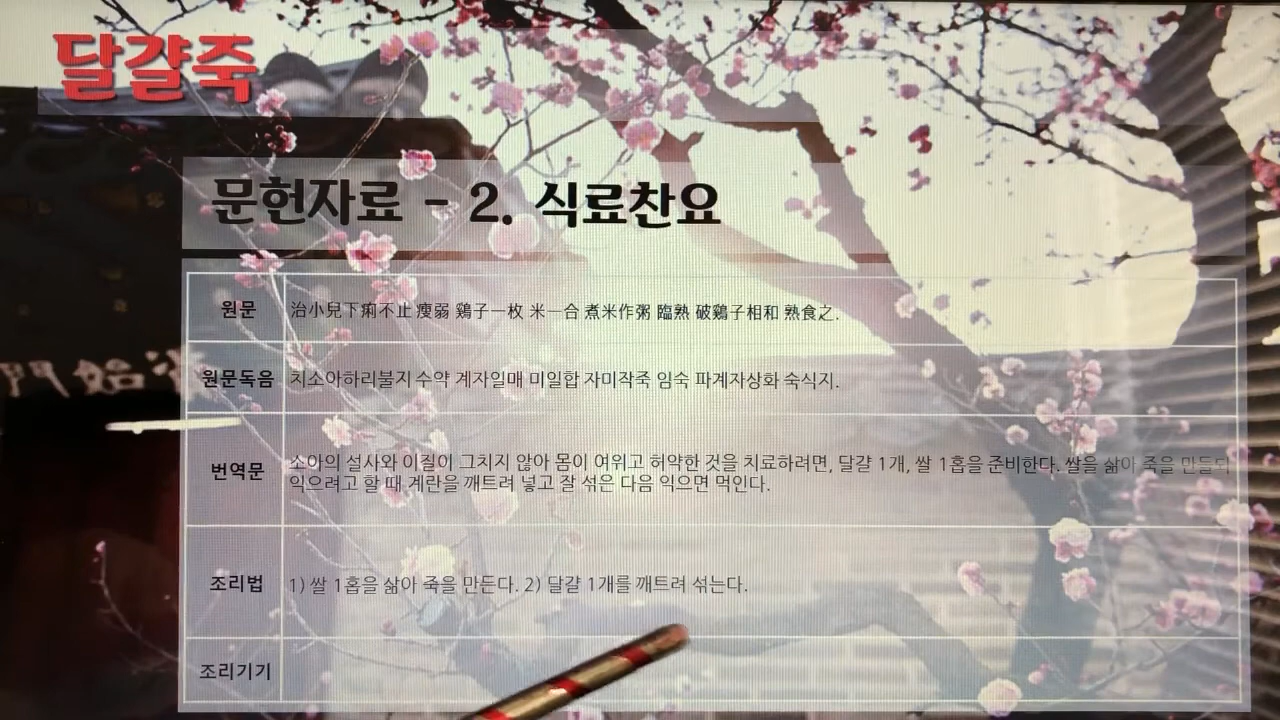 달걀죽
문헌자료 - 2. 식료찬요
원문 治小兒下痢不止 瘦弱 鷄子一枚 米一合 煮米作粥 臨熟 破鷄子相和 熟食之.
원문독음 치소아하리불지 수약 계자일매 미일합 자미작죽 임숙 파계자상화 숙식지.
번역문 소아의 설사와 이질이 그치지 않아 몸이 여위고 허약한 것을 치료하려면, 달걀 1개, 쌀 1홉을 준비한다. 쌀을 삶아 죽을 만들되
익으려고 할 때 계란을 깨트려 넣고 잘 섞은 다음 익으면 먹인다.
조리법 1) 쌀 1홉을 삶아 죽을 만든다. 2) 달걀 1개를 깨트려 섞는다.
조리기기
門始